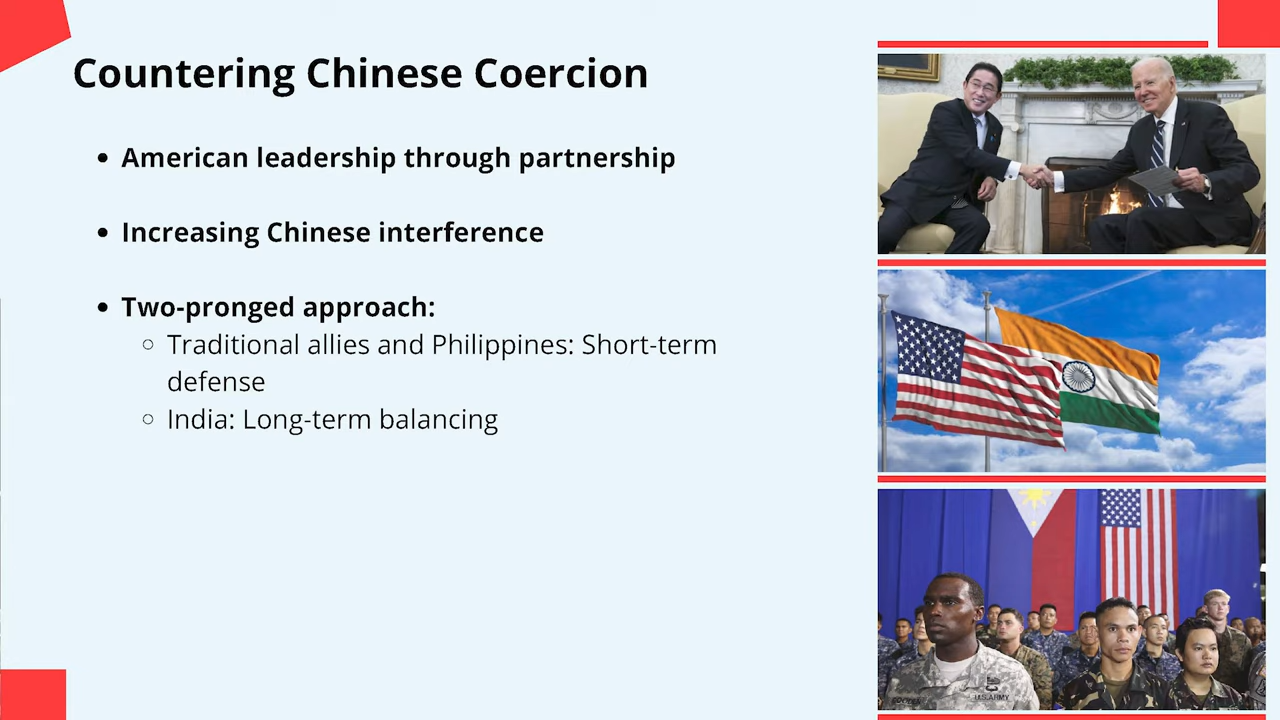 Countering Chinese Coercion
• American leadership through partnership
• Increasing Chinese interference
• Two-pronged approach:
○ Traditional allies and Philippines: Short-term
defense
○ India: Long-term balancing
U.S. ARMY